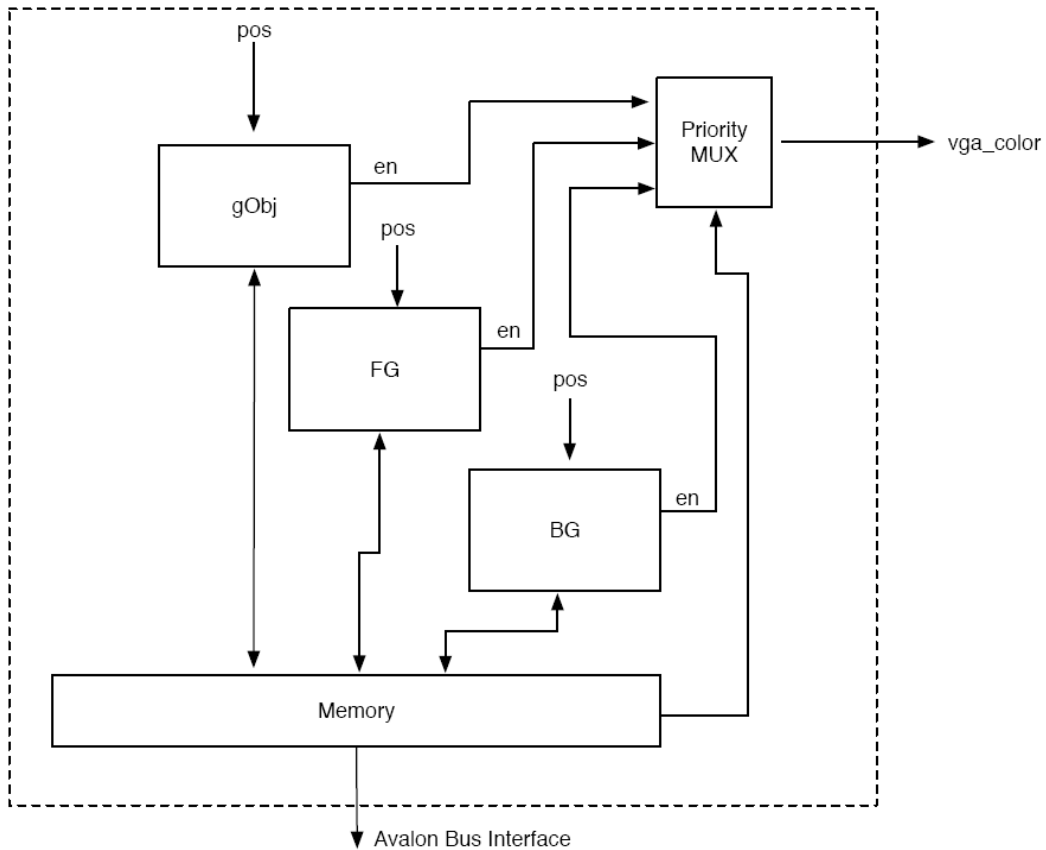 pos
Priority
MUX
vga_color
en
gObj
pos
en
FG
pos
en
BG
Memory
Avalon Bus Interface